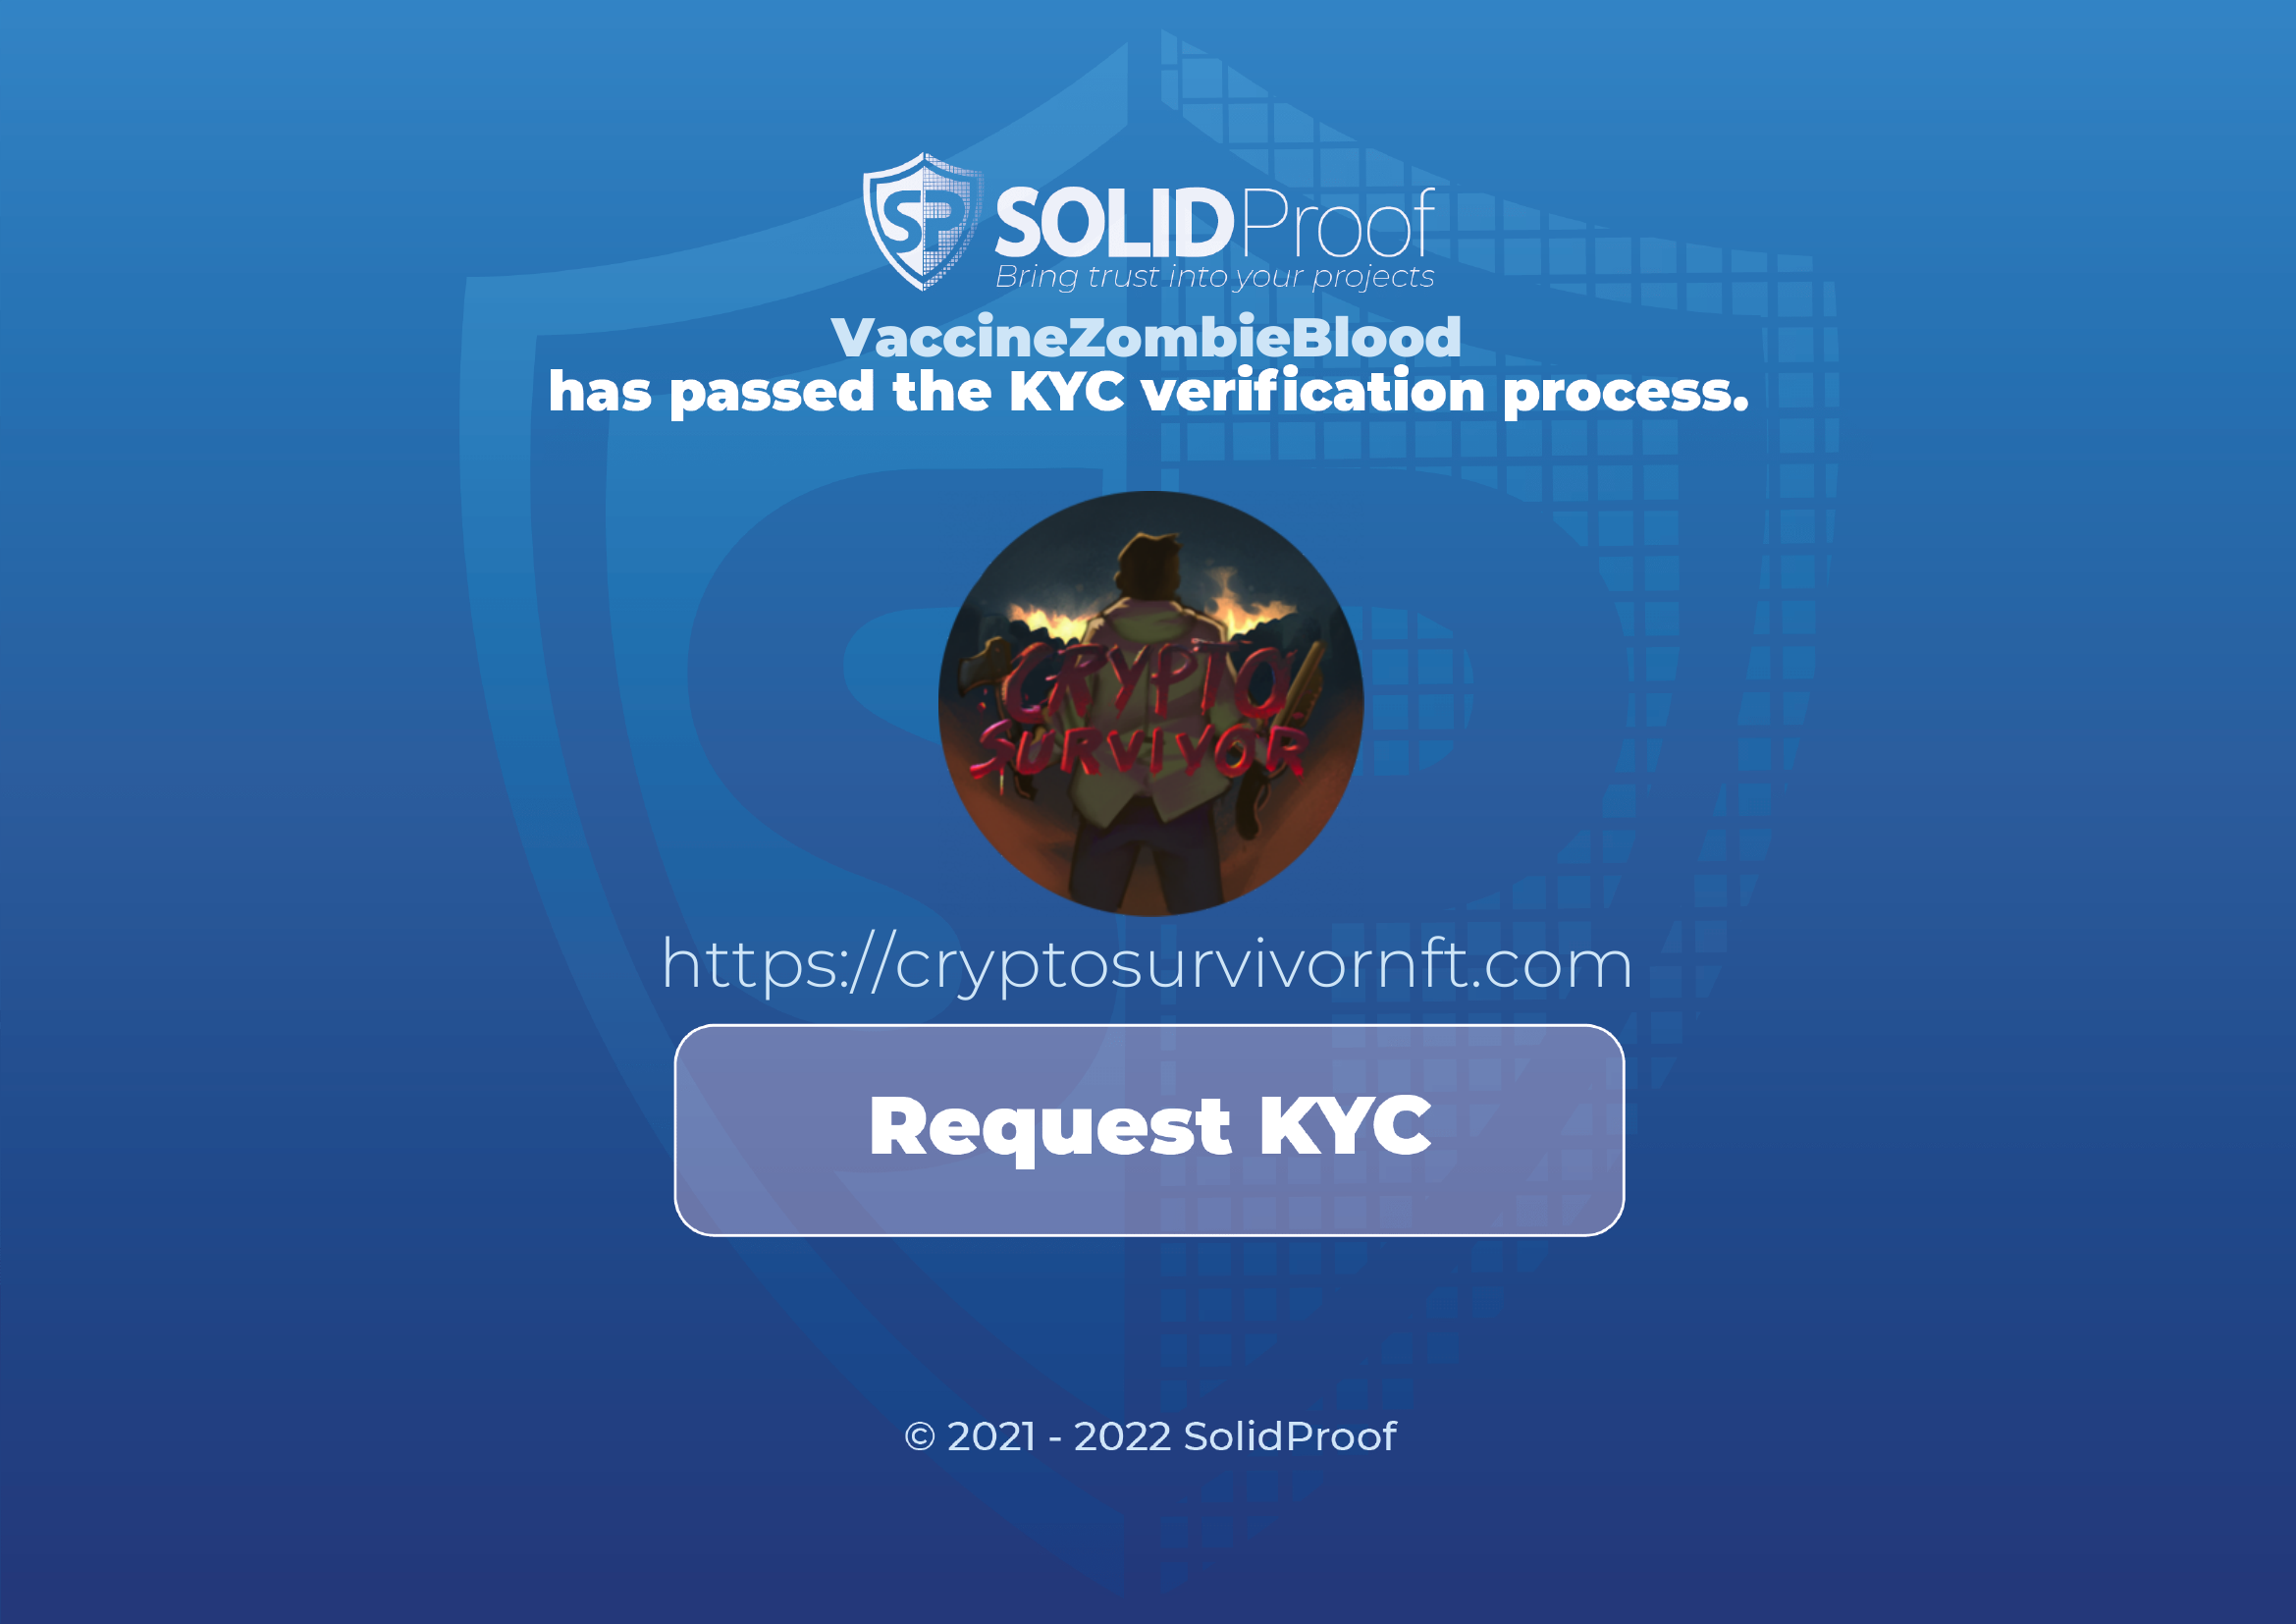 SP SOLIDProof
Bring trust into your projects
VaccineZombieBlood
has passed the KYC verification process.
CRYPTO
SURVIVOR
https://cryptosurvivornft.com
Request KYC
© 2021 - 2022 SolidProof